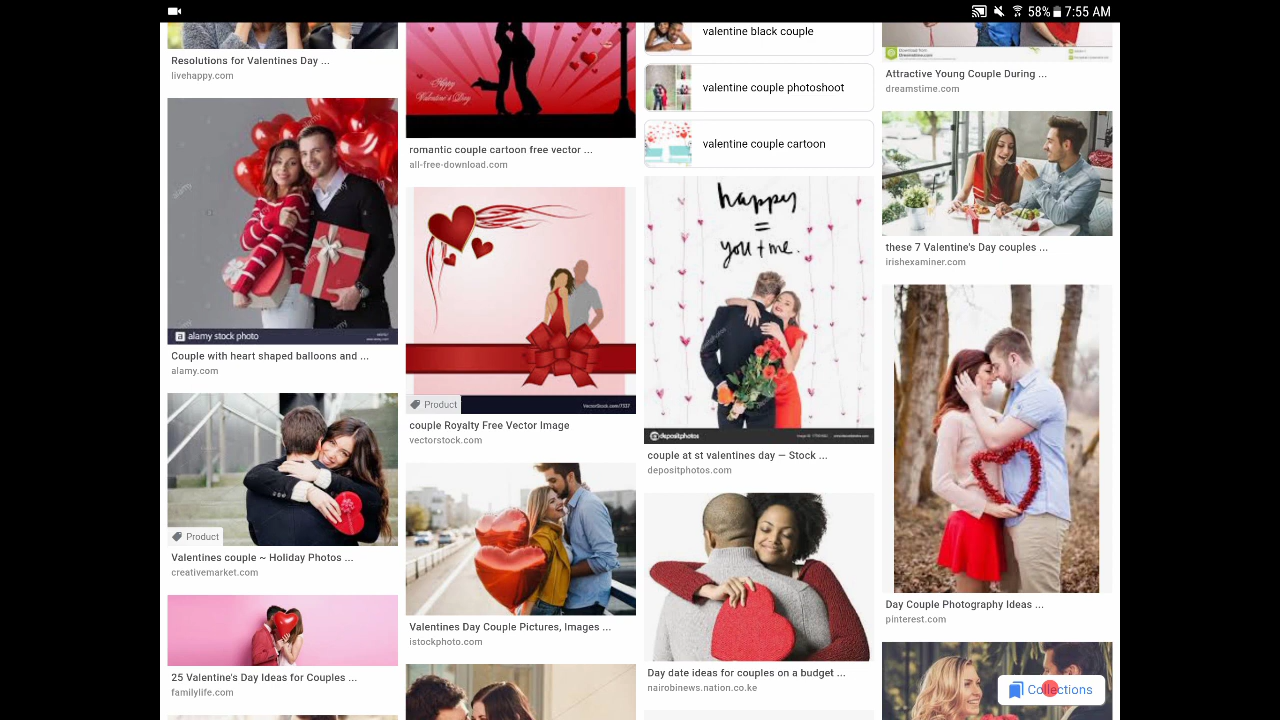 58% 7:55 AM
Resolutions for Valentines Day ...
livehappy.com
alamy
a alamy stock photo
Couple with heart shaped balloons and ...
alamy.com
Product
Valentines couple ~ Holiday Photos ...
creativemarket.com
25 Valentine's Day Ideas for Couples ...
familylife.com
Happy
Valentine's Day
romantic couple cartoon free vector ...
all-free-download.com
Product
couple Royalty Free Vector Image
vectorstock.com
Valentines Day Couple Pictures, Images ...
istockphoto.com
valentine black couple
valentine couple photoshoot
valentine couple cartoon
happy
=
you + me.
depositphotos
couple at st valentines day — Stock ...
depositphotos.com
Day date ideas for couples on a budget ...
nairobinews.nation.co.ke
Attractive Young Couple During ...
dreamstime.com
these 7 Valentine's Day couples ...
irishexaminer.com
Day Couple Photography Ideas ...
pinterest.com
Collections